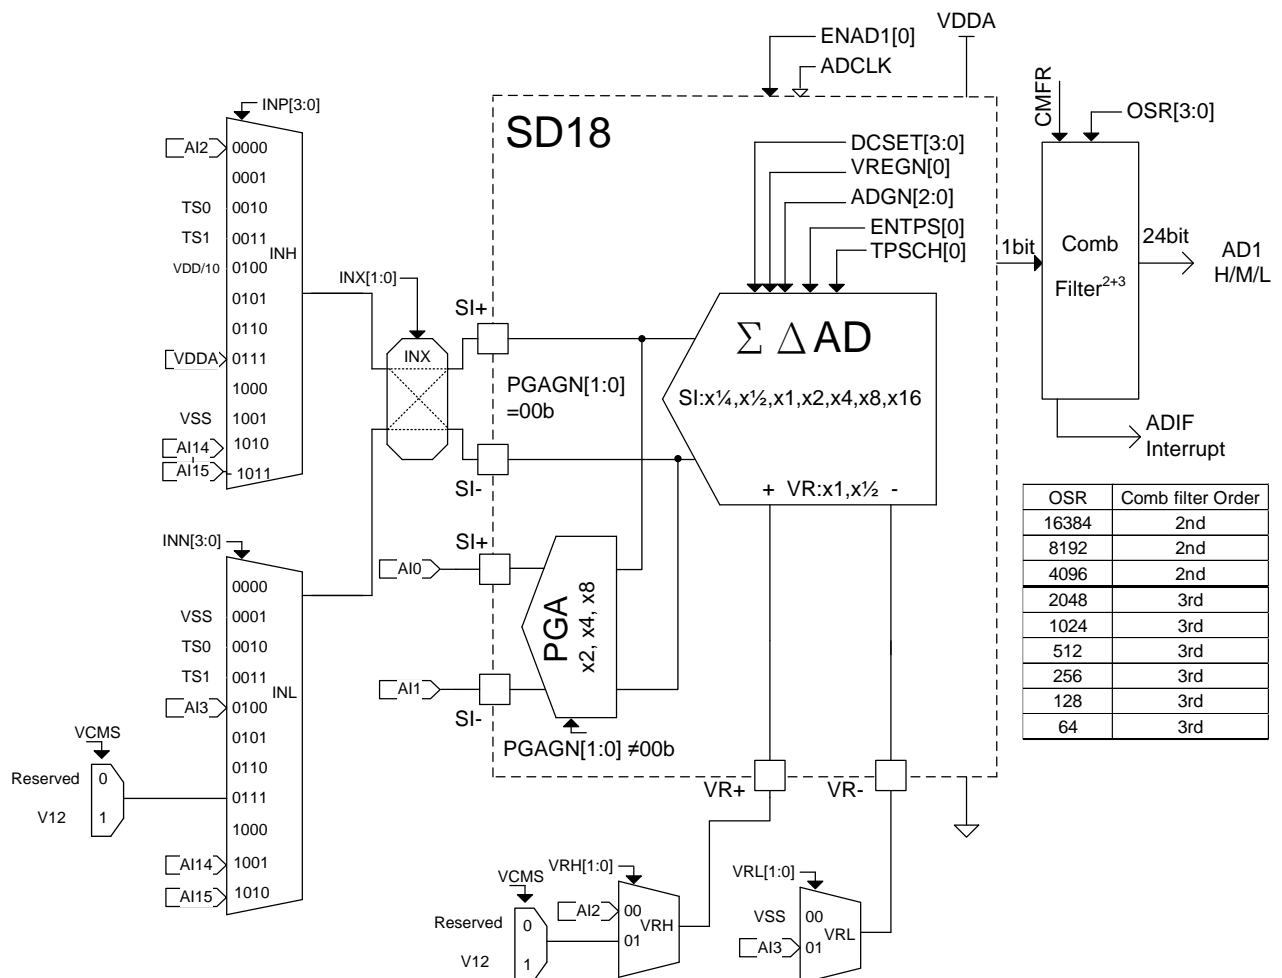 VDDA
ENAD1[0]
ADCLK
CMFR
OSR[3:0]
INP[3:0]
SD18
AI2
0000
0001
TS0
0010
TS1
0011
INH
VDD/10
0100
0101
0110
VDDA
0111
1000
VSS
1001
AI14
1010
AI15
1011
INX[1:0]
INX
SI+
SI-
PGAGN[1:0]
=00b
DCSET[3:0]
VREGN[0]
ADGN[2:0]
ENTPS[0]
TPSCH[0]
Σ Δ AD
SI:x¼,x½,x1,x2,x4,x8,x16
+ VR:x1,x½ -
1bit
Comb
Filter2+3
24bit
AD1
H/M/L
ADIF
Interrupt
OSR Comb filter Order
16384 2nd
8192 2nd
4096 2nd
2048 3rd
1024 3rd
512 3rd
256 3rd
128 3rd
64 3rd
INN[3:0]
0000
VSS
0001
TS0
0010
TS1
0011
INL
AI3
0100
0101
0110
0111
1000
AI14
1001
AI15
1010
VCMS
Reserved
0
V12
1
SI+
AI0
PGA
x2, x4, x8
AI1
SI-
PGAGN[1:0] ≠00b
VR+
VR-
VRH[1:0]
VCMS
AI2
00
VRH
01
Reserved
0
V12
1
VRL[1:0]
VSS
00
VRL
AI3
01